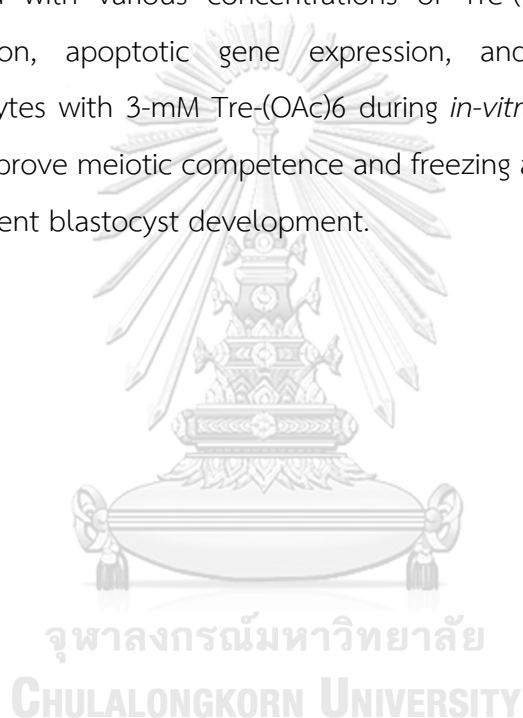 with various concentrations of Tre-(
on, apoptotic gene expression, and
ytes with 3-mM Tre-(OAc)6 during in-vitr
prove meiotic competence and freezing a
ent blastocyst development.
จุฬาลงกรณ์มหาวิทยาลัย
CHULALONGKORN UNIVERSITY